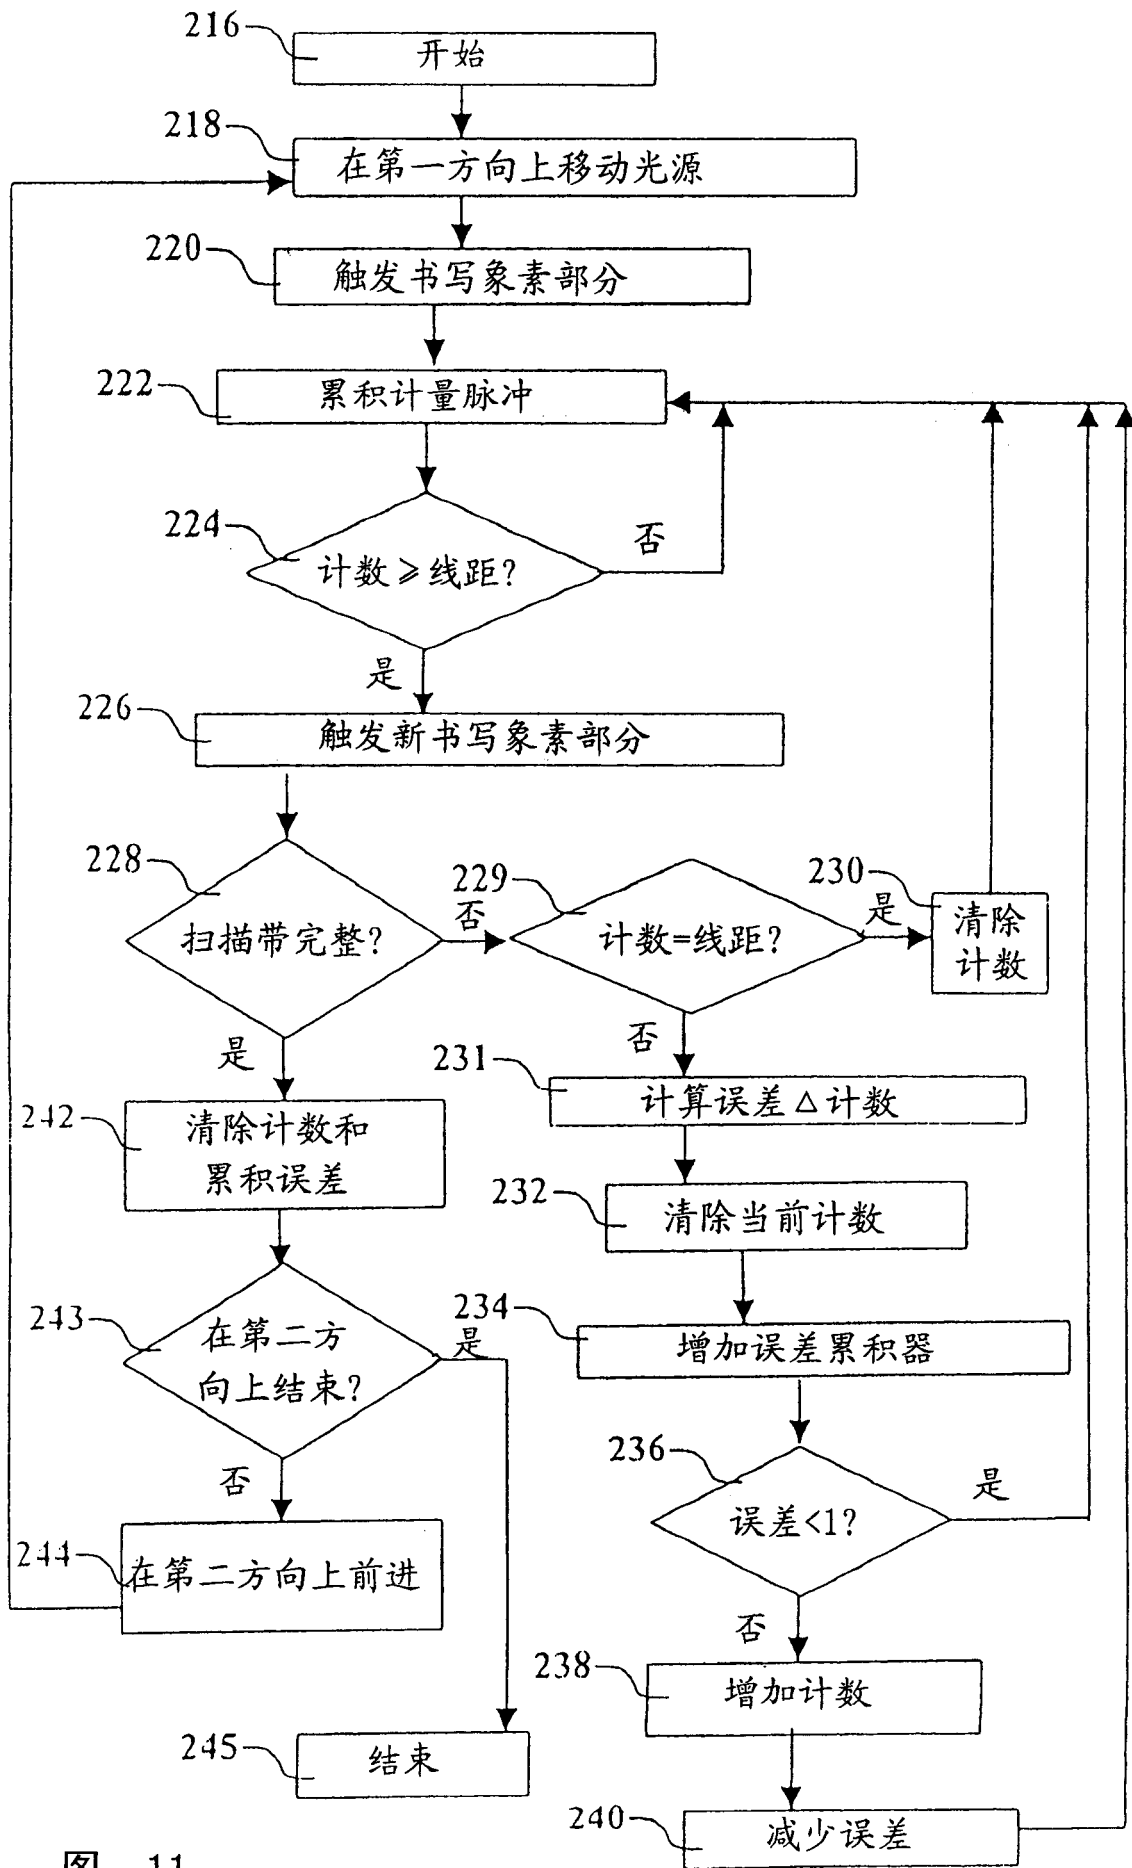 216
开始
218
在第一方向上移动光源
220
触发书写象素部分
222
累积计量脉冲
224
计数≥线距?
否
是
226
触发新书写象素部分
228
扫描带完整?
否
229
计数=线距?
是
230
清除
计数
是
否
231
计算误差△计数
242
清除计数和
累积误差
232
清除当前计数
243
在第二方
向上结束?
是
234
增加误差累积器
236
误差<1?
是
否
244
在第二方向上前进
否
238
增加计数
245
结束
240
减少误差
图 11